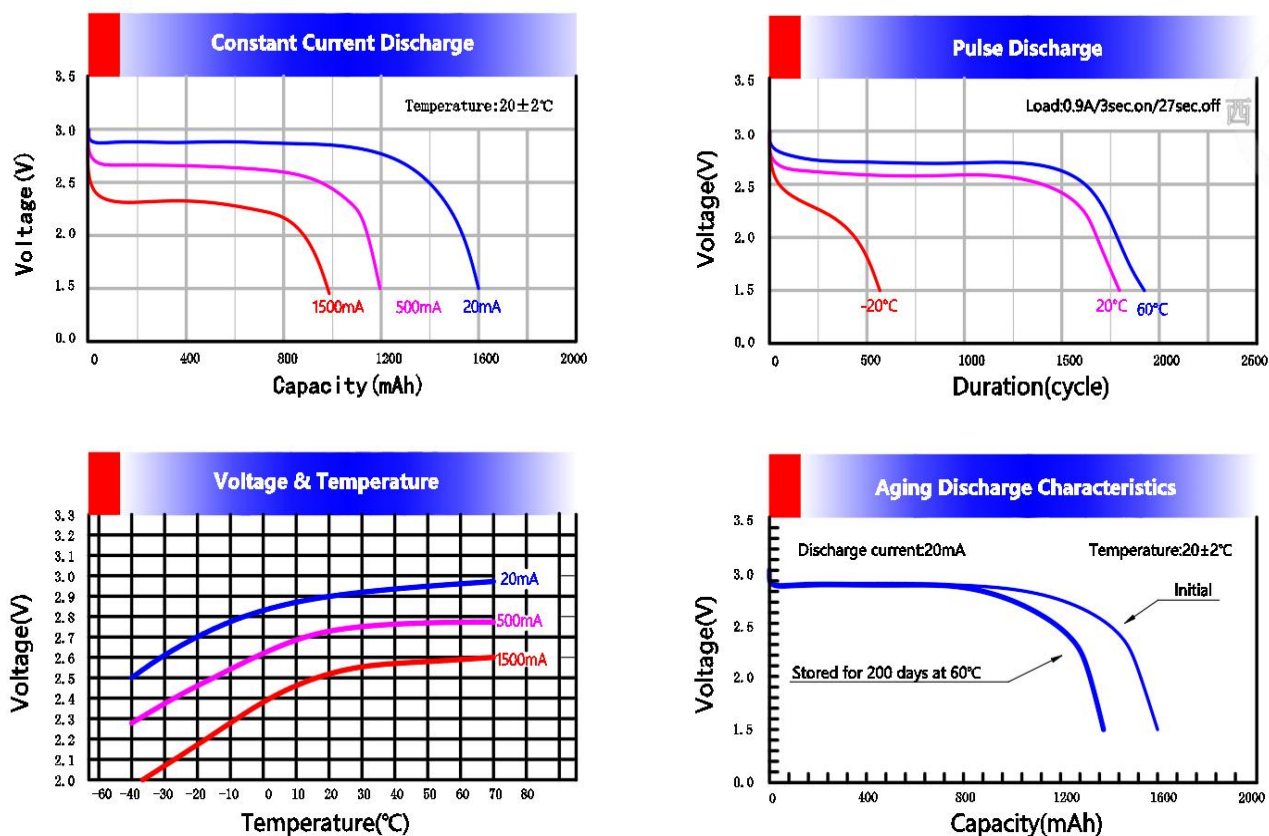 Constant Current Discharge
3.5
3.0
2.5
2.0
1.5
0.0
Voltage(V)
Temperature:20±2℃
1500mA
500mA
20mA
0
400
800
1200
1600
2000
Capacity(mAh)
Pulse Discharge
3.5
3.0
2.5
2.0
1.5
0.0
Voltage(V)
Load:0.9A/3sec.on/27sec.off
西
-20℃
20℃
60℃
0
500
1000
1500
2000
2500
Duration(cycle)
Voltage & Temperature
3.3
3.2
3.1
3.0
2.9
2.8
2.7
2.6
2.5
2.4
2.3
2.2
2.1
2.0
Voltage(V)
20mA
500mA
1500mA
-60
-40
-30
-20
-10
0
10
20
30
40
50
60
70
80
Temperature(℃)
Aging Discharge Characteristics
3.5
3.0
2.5
2.0
1.5
0.0
Voltage(V)
Discharge current:20mA
Temperature:20±2℃
Initial
Stored for 200 days at 60℃
0
400
800
1200
1600
2000
Capacity(mAh)